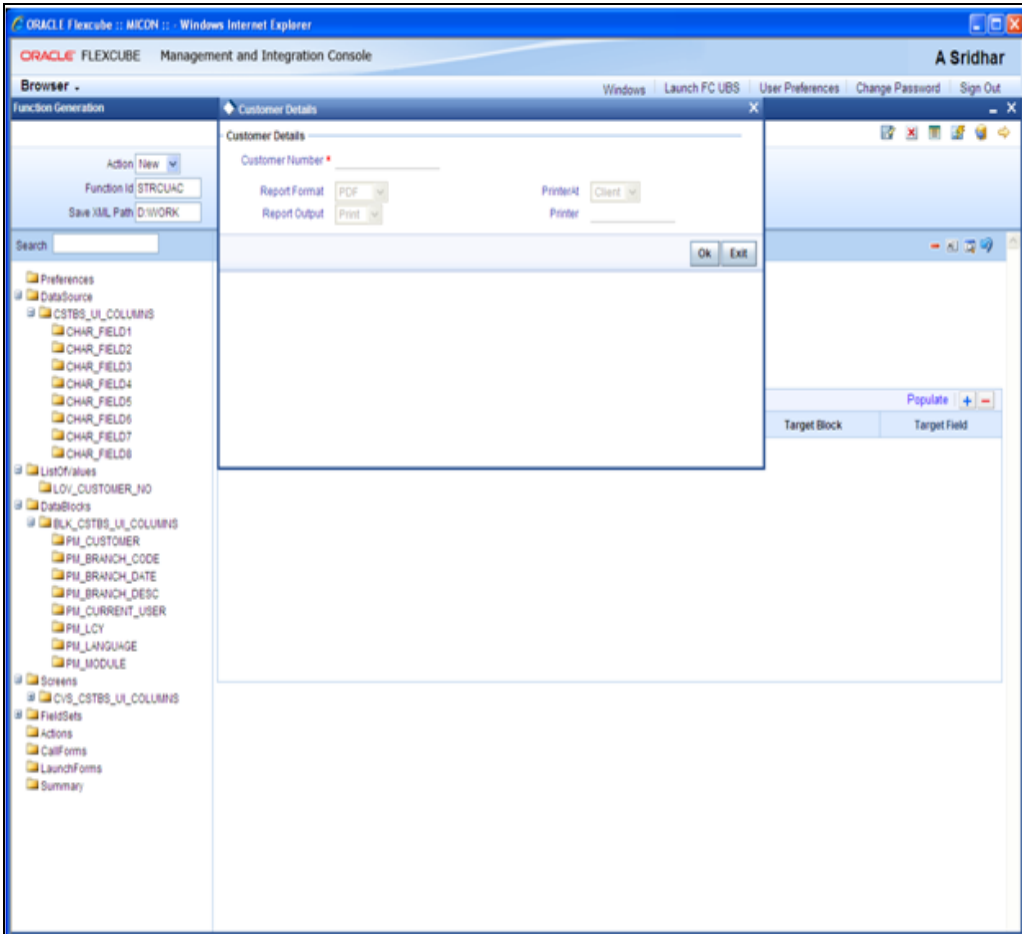 ORACLE Flexcube :: MICON :: - Windows Internet Explorer
ORACLE FLEXCUBE Management and Integration Console A Sridhar
Browser Windows Launch FC UBS User Preferences Change Password Sign Out
Function Generation
Customer Details
Customer Details
Action New
Function Id STRCUAC
Save XML Path D:\WORK
Customer Number *
Report Format PDF PrinterAt Client
Report Output Print Printer
Ok Exit
Search
Preferences
DataSource
CSTBS_UI_COLUMNS
CHAR_FIELD1
CHAR_FIELD2
CHAR_FIELD3
CHAR_FIELD4
CHAR_FIELD5
CHAR_FIELD6
CHAR_FIELD7
CHAR_FIELD8
ListOfValues
LOV_CUSTOMER_NO
DataBlocks
BLK_CSTBS_UI_COLUMNS
PM_CUSTOMER
PM_BRANCH_CODE
PM_BRANCH_DATE
PM_BRANCH_DESC
PM_CURRENT_USER
PM_LCY
PM_LANGUAGE
PM_MODULE
Screens
CVS_CSTBS_UI_COLUMNS
FieldSets
Actions
CallForms
LaunchForms
Summary
Populate + -
Target Block Target Field